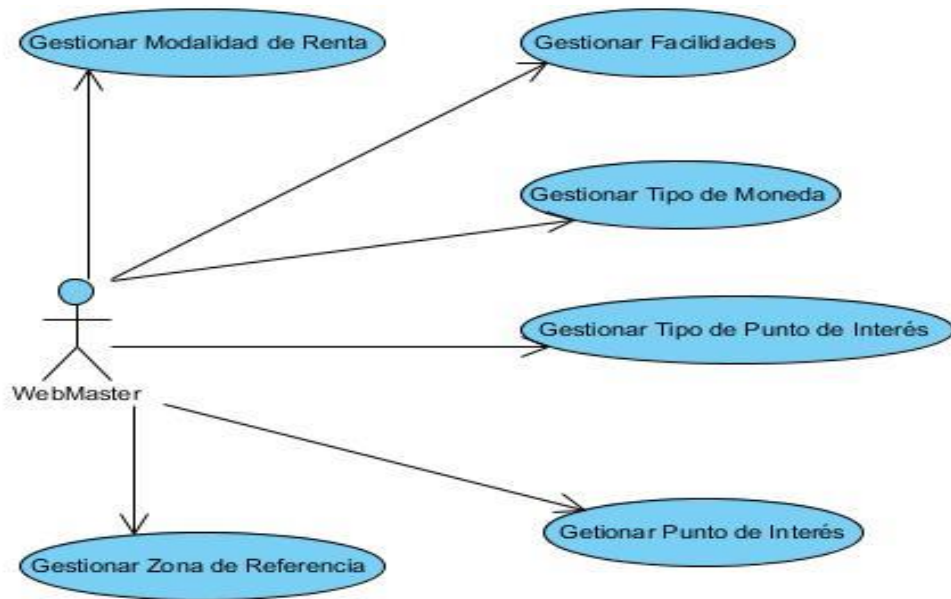 Gestionar Modalidad de Renta
Gestionar Facilidades
Gestionar Tipo de Moneda
Gestionar Tipo de Punto de Interés
WebMaster
Getionar Punto de Interés
Gestionar Zona de Referencia